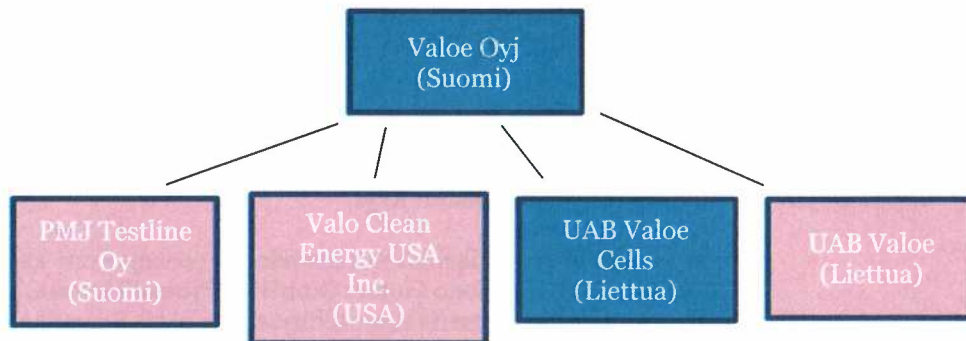 Valoe Oyj
(Suomi)
PMJ Testline
Oy
(Suomi)
Valo Clean
Energy USA
Inc.
(USA)
UAB Valoe
Cells
(Liettua)
UAB Valoe
(Liettua)